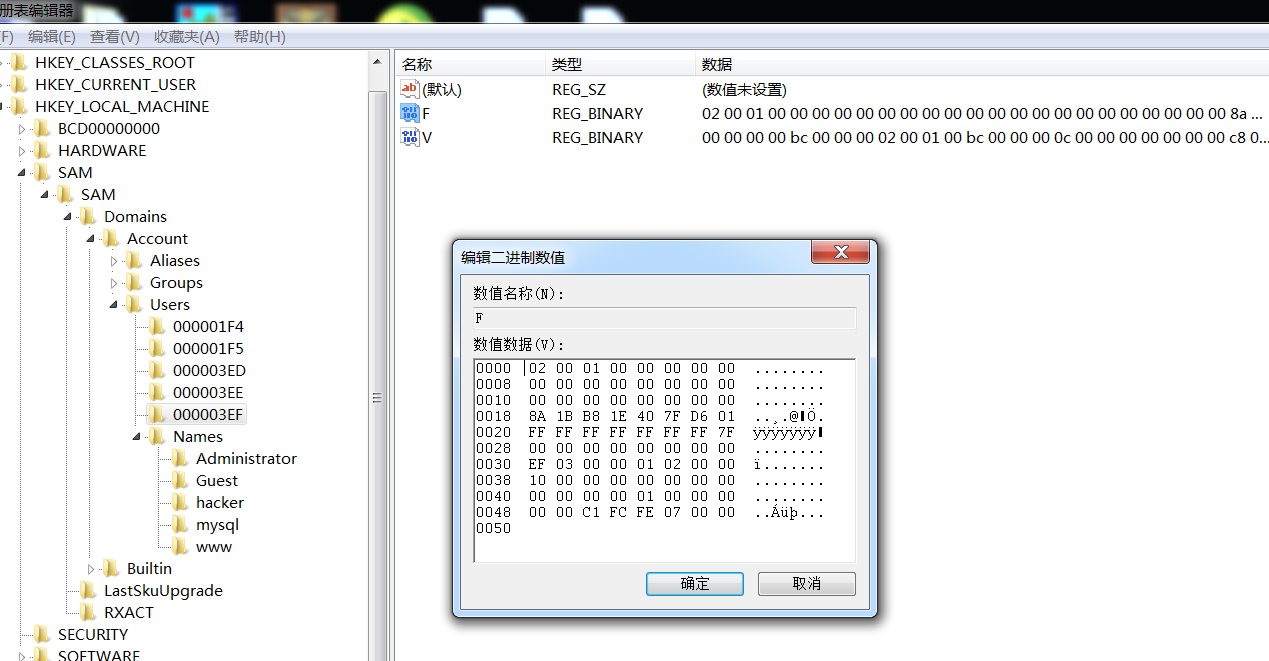 册表编辑器
(F) 编辑(E) 查看(V) 收藏夹(A) 帮助(H)
HKEY_CLASSES_ROOT
HKEY_CURRENT_USER
HKEY_LOCAL_MACHINE
BCD00000000
HARDWARE
SAM
SAM
Domains
Account
Aliases
Groups
Users
000001F4
000001F5
000003ED
000003EE
000003EF
Names
Administrator
Guest
hacker
mysql
www
Builtin
LastSkuUpgrade
RXACT
SECURITY
SOFTWARE
名称 类型 数据
(默认) REG_SZ (数值未设置)
F REG_BINARY 02 00 01 00 00 00 00 00 00 00 00 00 00 00 00 00 00 00 00 00 00 00 00 00 8a ...
V REG_BINARY 00 00 00 00 bc 00 00 00 02 00 01 00 bc 00 00 00 0c 00 00 00 00 00 00 00 c8 0...
编辑二进制数值
数值名称(N):
F
数值数据(V):
0000 02 00 01 00 00 00 00 00 ........
0008 00 00 00 00 00 00 00 00 ........
0010 00 00 00 00 00 00 00 00 ........
0018 8A 1B B8 1E 40 7F D6 01 ..¸.@▮Ö.
0020 FF FF FF FF FF FF FF 7F ÿÿÿÿÿÿÿ▮
0028 00 00 00 00 00 00 00 00 ........
0030 EF 03 00 00 01 02 00 00 ï.......
0038 10 00 00 00 00 00 00 00 ........
0040 00 00 00 00 01 00 00 00 ........
0048 00 00 C1 FC FE 07 00 00 ..Áüþ...
0050
确定 取消